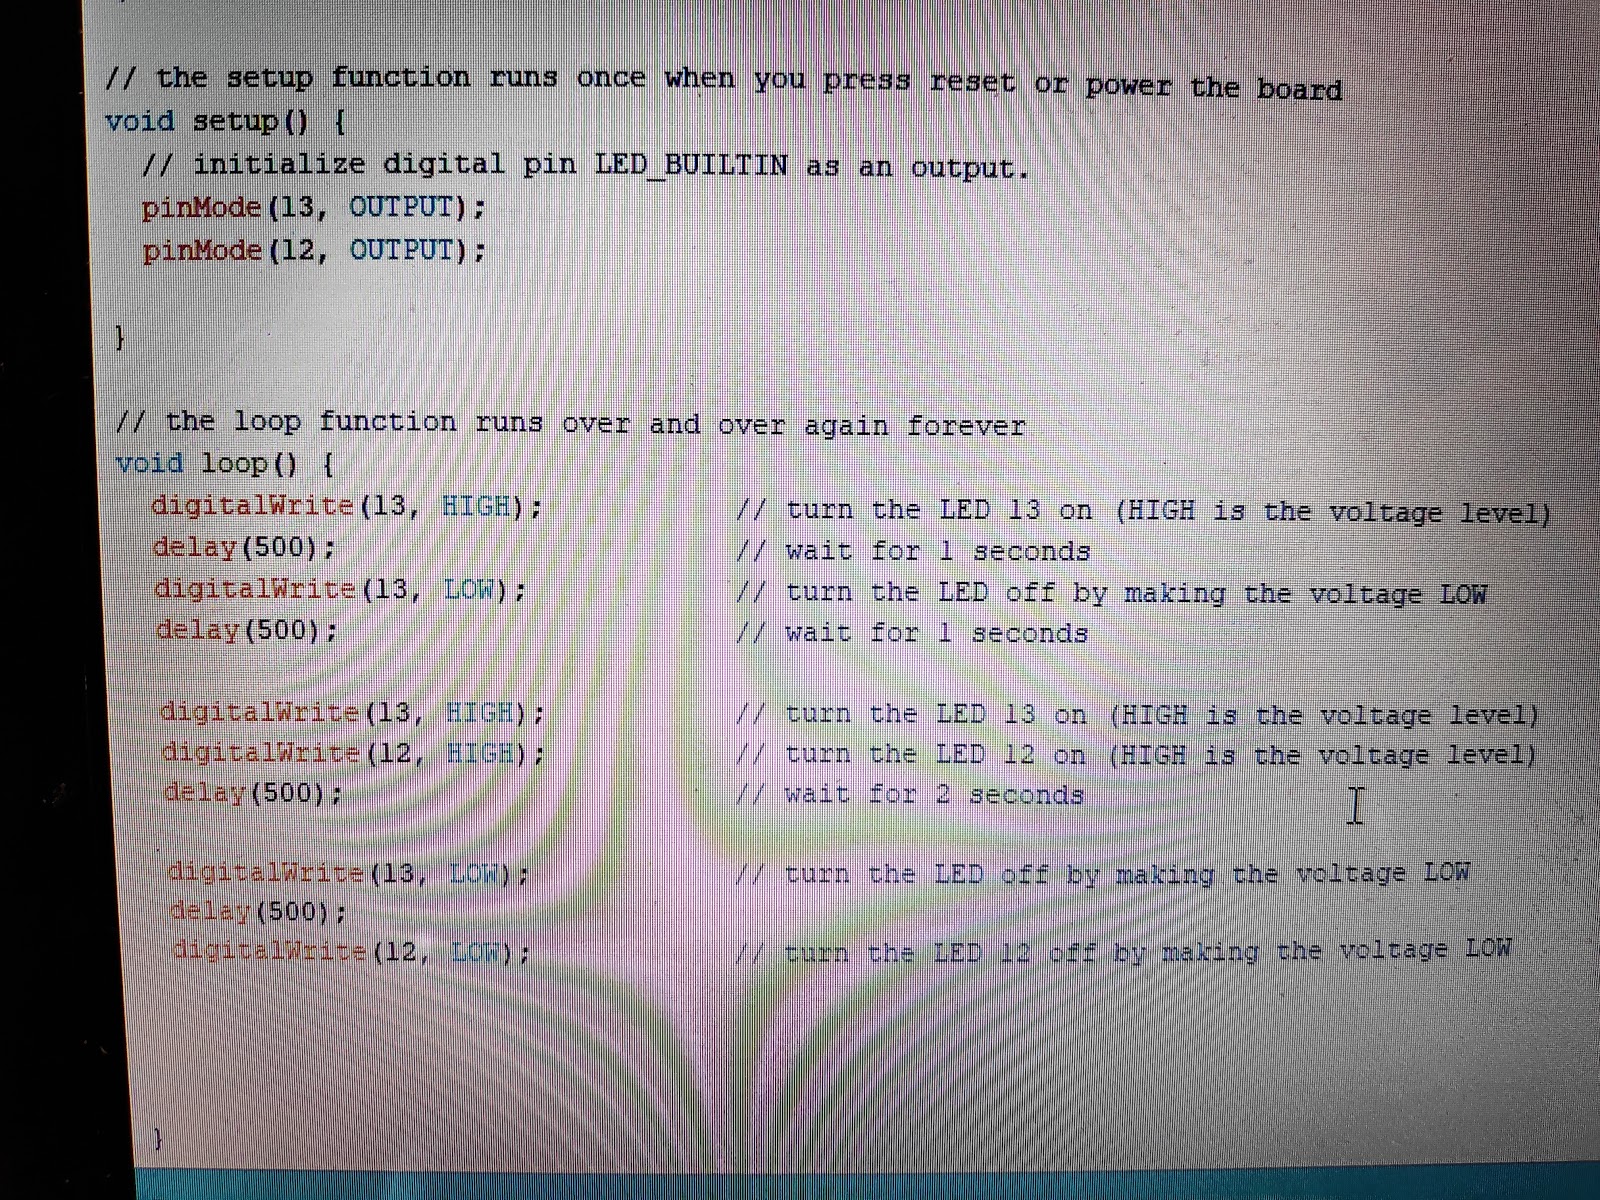 // the setup function runs once when you press reset or power the board
void setup() {
// initialize digital pin LED_BUILTIN as an output.
pinMode(13, OUTPUT);
pinMode(12, OUTPUT);
}
// the loop function runs over and over again forever
void loop() {
digitalWrite(13, HIGH); // turn the LED 13 on (HIGH is the voltage level)
delay(500); // wait for 1 seconds
digitalWrite(13, LOW); // turn the LED off by making the voltage LOW
delay(500); // wait for 1 seconds
digitalWrite(13, HIGH); // turn the LED 13 on (HIGH is the voltage level)
digitalWrite(12, HIGH); // turn the LED 12 on (HIGH is the voltage level)
delay(500); // wait for 2 seconds
digitalWrite(13, LOW); // turn the LED off by making the voltage LOW
delay(500);
digitalWrite(12, LOW); // turn the LED 12 off by making the voltage LOW
}